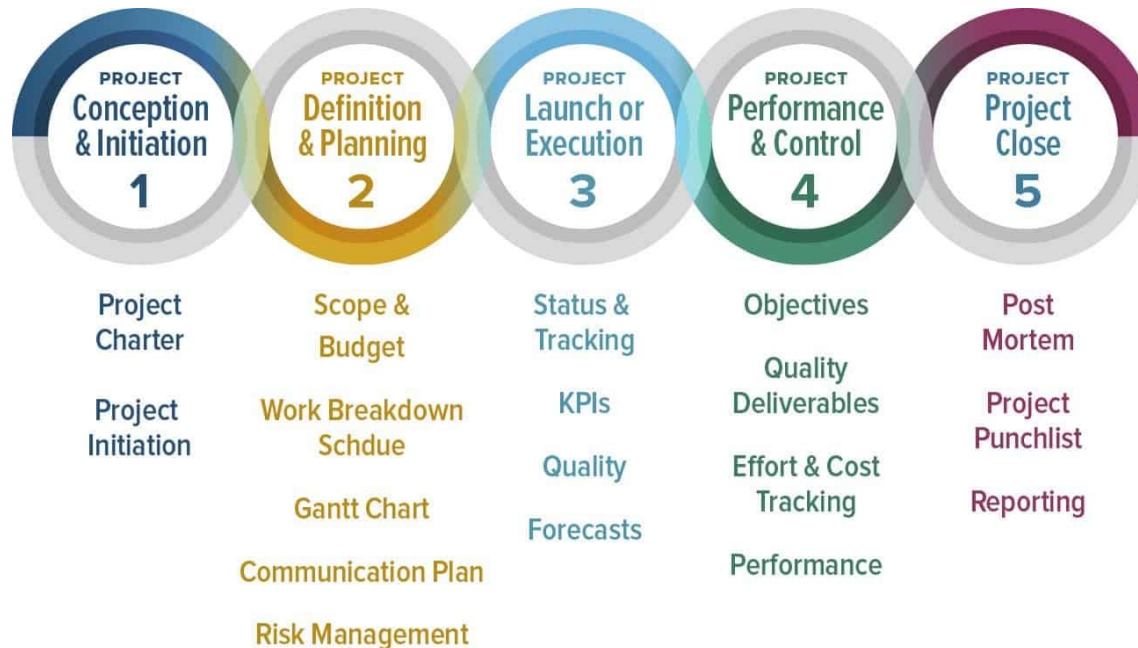 PROJECT
Conception
& Initiation
1
PROJECT
Definition
& Planning
2
PROJECT
Launch or
Execution
3
PROJECT
Performance
& Control
4
PROJECT
Project
Close
5
Project
Charter
Project
Initiation
Scope &
Budget
Work Breakdown
Schdue
Gantt Chart
Communication Plan
Risk Management
Status &
Tracking
KPIs
Quality
Forecasts
Objectives
Quality
Deliverables
Effort & Cost
Tracking
Performance
Post
Mortem
Project
Punchlist
Reporting